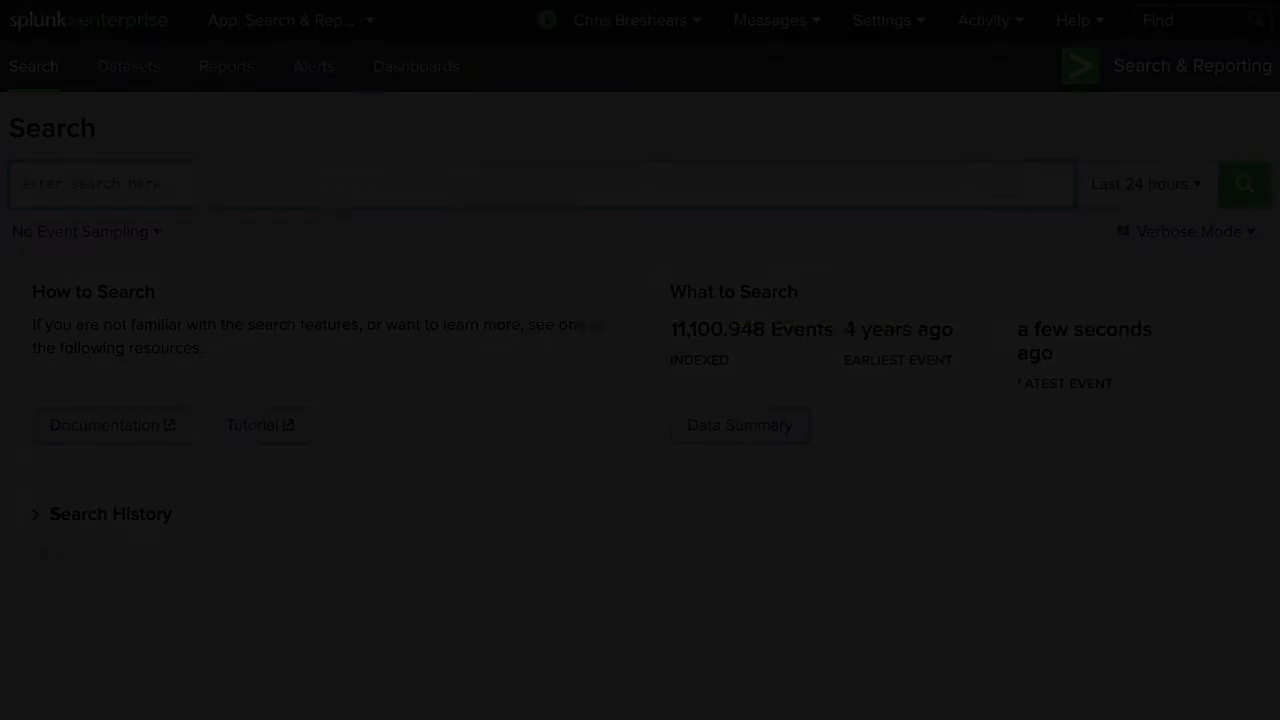 splunk>enterprise App: Search & Rep... Chris Breshears Messages Settings Activity Help Find
Search Datasets Reports Alerts Dashboards Search & Reporting
Search
enter search here... Last 24 hours
No Event Sampling Verbose Mode
How to Search What to Search
If you are not familiar with the search features, or want to learn more, see one of
the following resources.
11,100,948 Events 4 years ago a few seconds
ago
INDEXED EARLIEST EVENT LATEST EVENT
Documentation Tutorial Data Summary
Search History